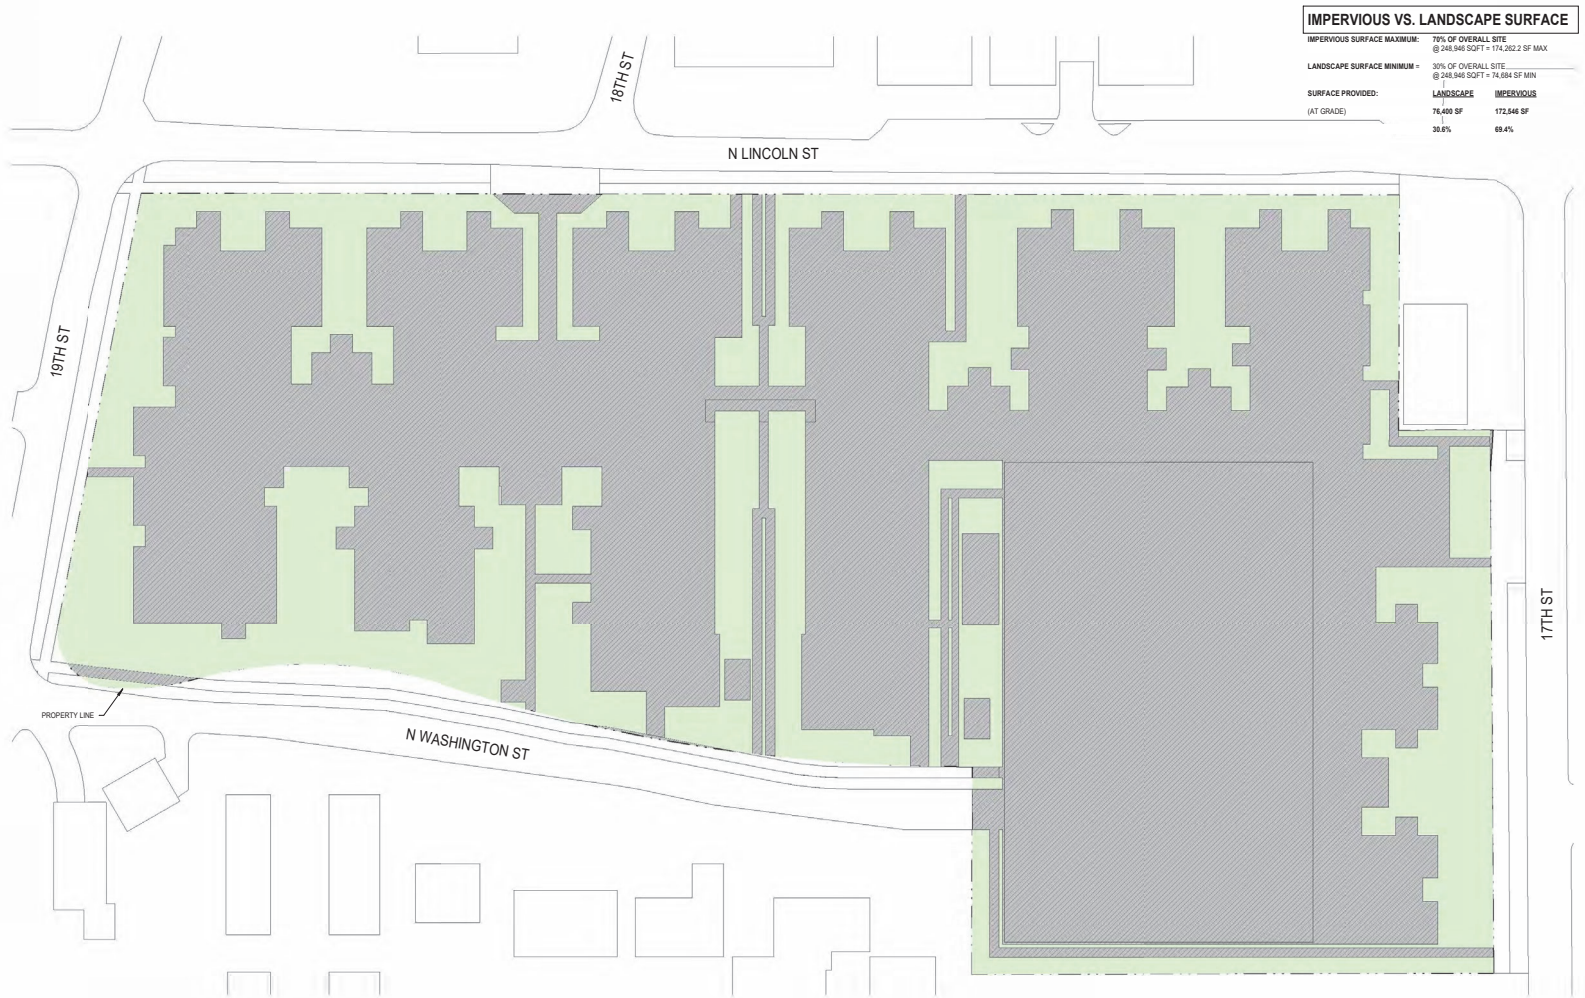 IMPERVIOUS VS. LANDSCAPE SURFACE
IMPERVIOUS SURFACE MAXIMUM: 70% OF OVERALL SITE
@ 248,946 SQFT = 174,262.2 SF MAX
LANDSCAPE SURFACE MINIMUM = 30% OF OVERALL SITE
@ 248,946 SQFT = 74,684 SF MIN
SURFACE PROVIDED: LANDSCAPE IMPERVIOUS
(AT GRADE) 76,400 SF 172,546 SF
30.6% 69.4%
18TH ST
N LINCOLN ST
19TH ST
17TH ST
PROPERTY LINE
N WASHINGTON ST